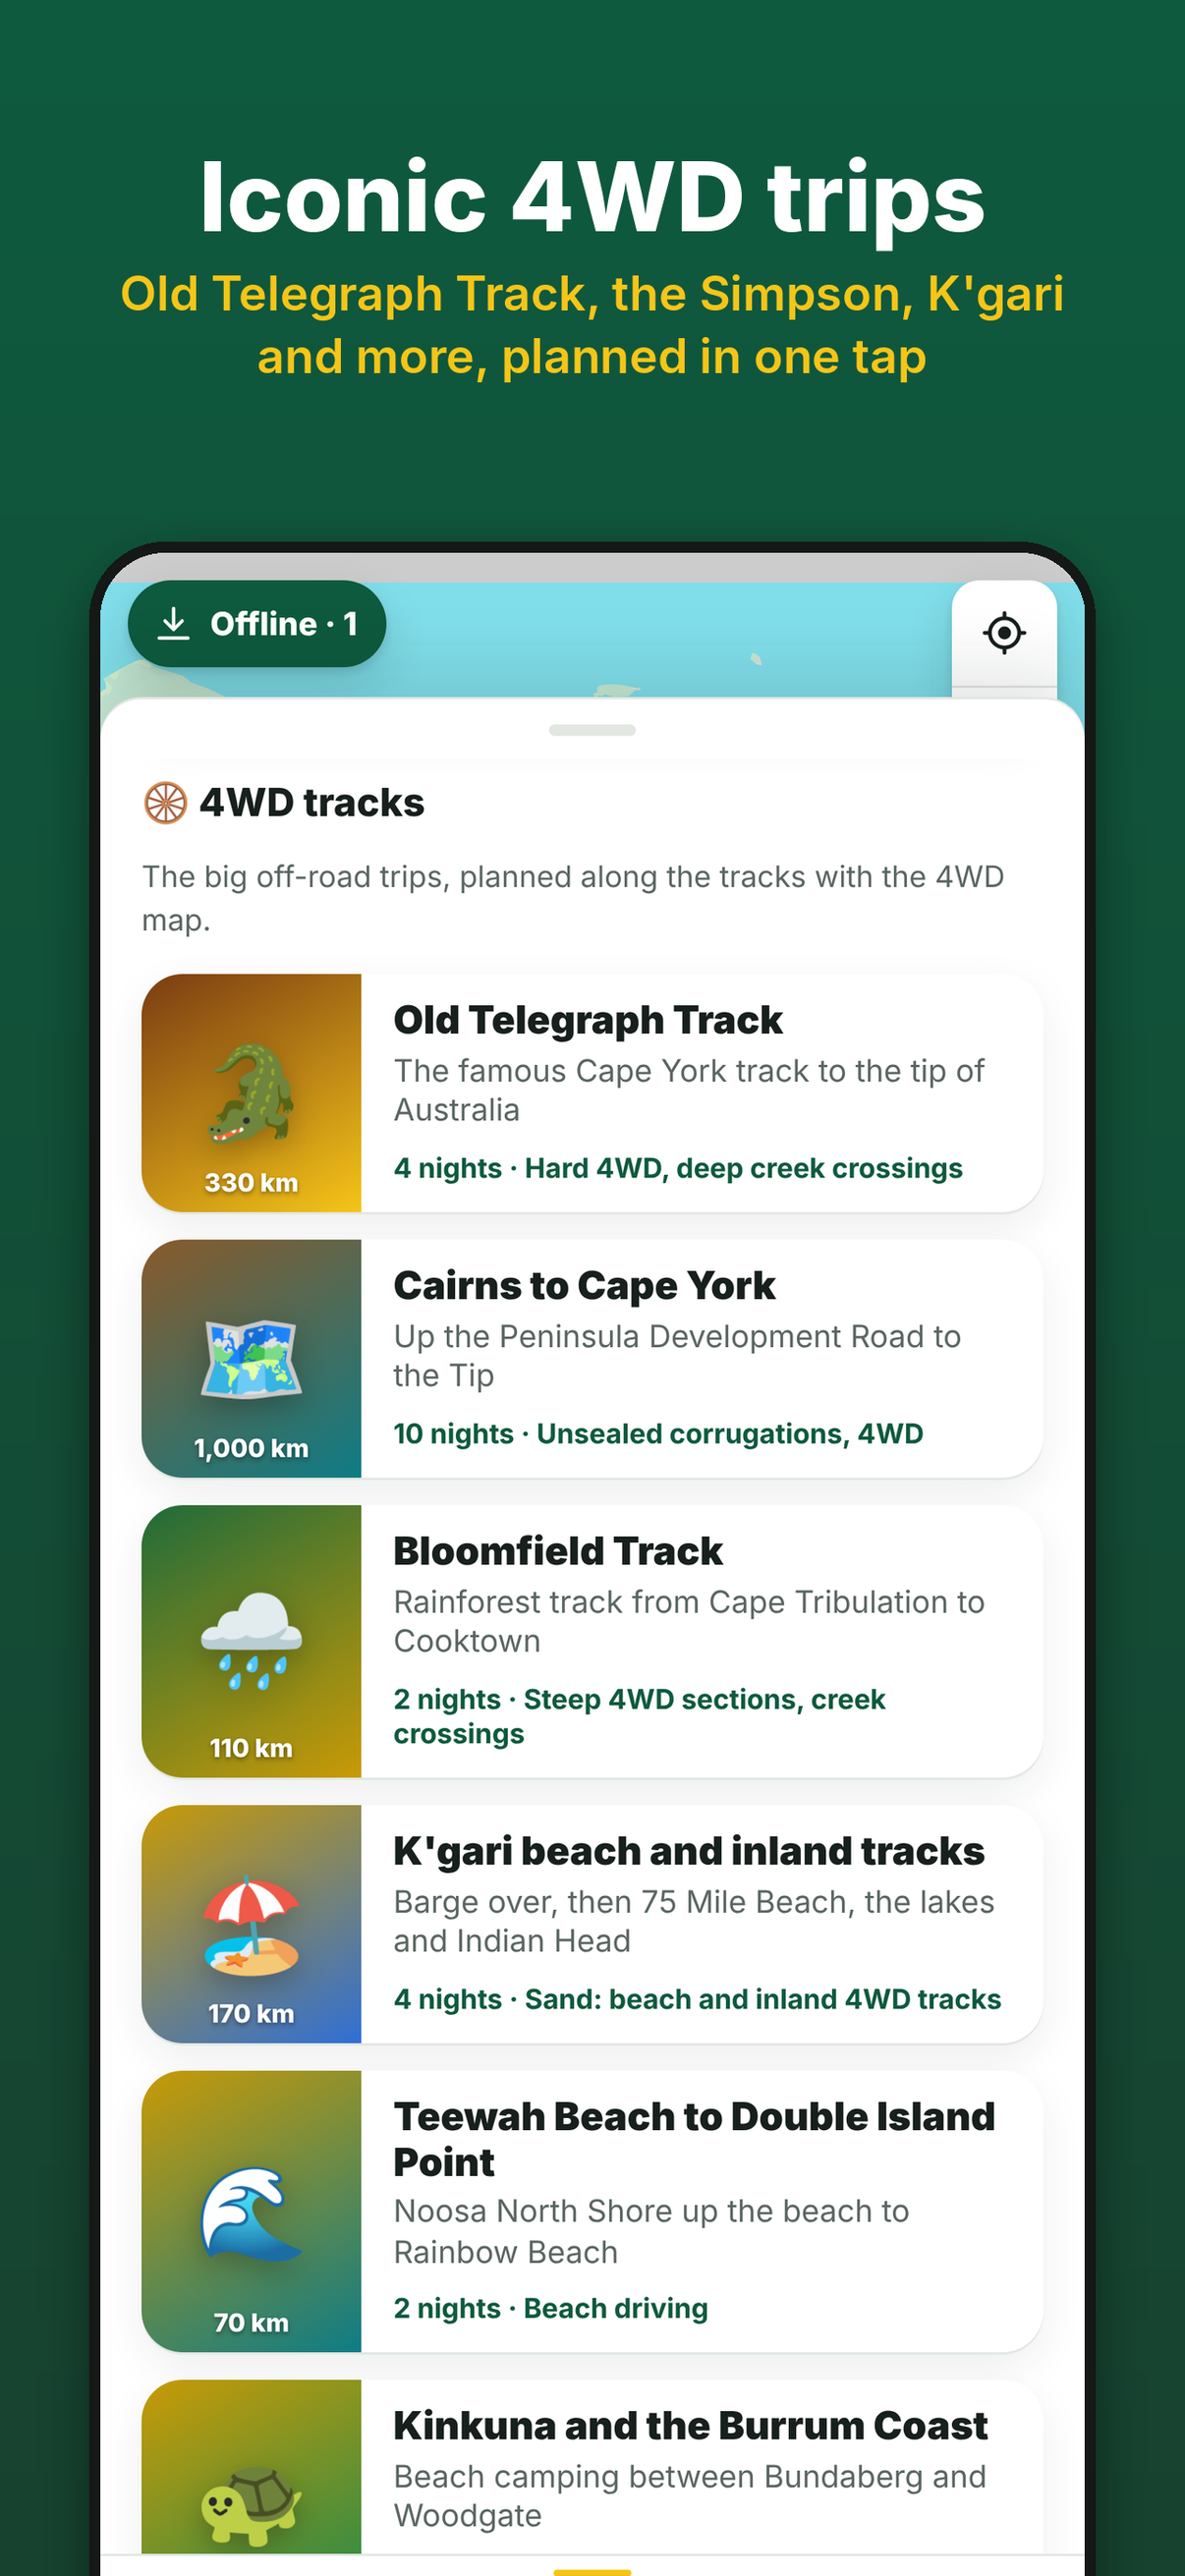 Iconic 4WD trips
Old Telegraph Track, the Simpson, K'gari
and more, planned in one tap
Offline · 1
4WD tracks
The big off-road trips, planned along the tracks with the 4WD
map.
Old Telegraph Track
The famous Cape York track to the tip of
Australia
4 nights · Hard 4WD, deep creek crossings
330 km
Cairns to Cape York
Up the Peninsula Development Road to
the Tip
10 nights · Unsealed corrugations, 4WD
1,000 km
Bloomfield Track
Rainforest track from Cape Tribulation to
Cooktown
2 nights · Steep 4WD sections, creek
crossings
110 km
K'gari beach and inland tracks
Barge over, then 75 Mile Beach, the lakes
and Indian Head
4 nights · Sand: beach and inland 4WD tracks
170 km
Teewah Beach to Double Island
Point
Noosa North Shore up the beach to
Rainbow Beach
2 nights · Beach driving
70 km
Kinkuna and the Burrum Coast
Beach camping between Bundaberg and
Woodgate